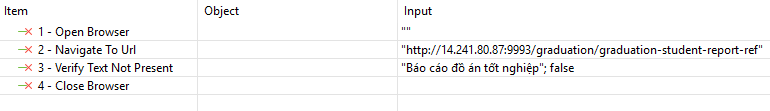 Item Object Input
1 - Open Browser ""
2 - Navigate To Url "http://14.241.80.87:9993/graduation/graduation-student-report-ref"
3 - Verify Text Not Present "Báo cáo đồ án tốt nghiệp"; false
4 - Close Browser